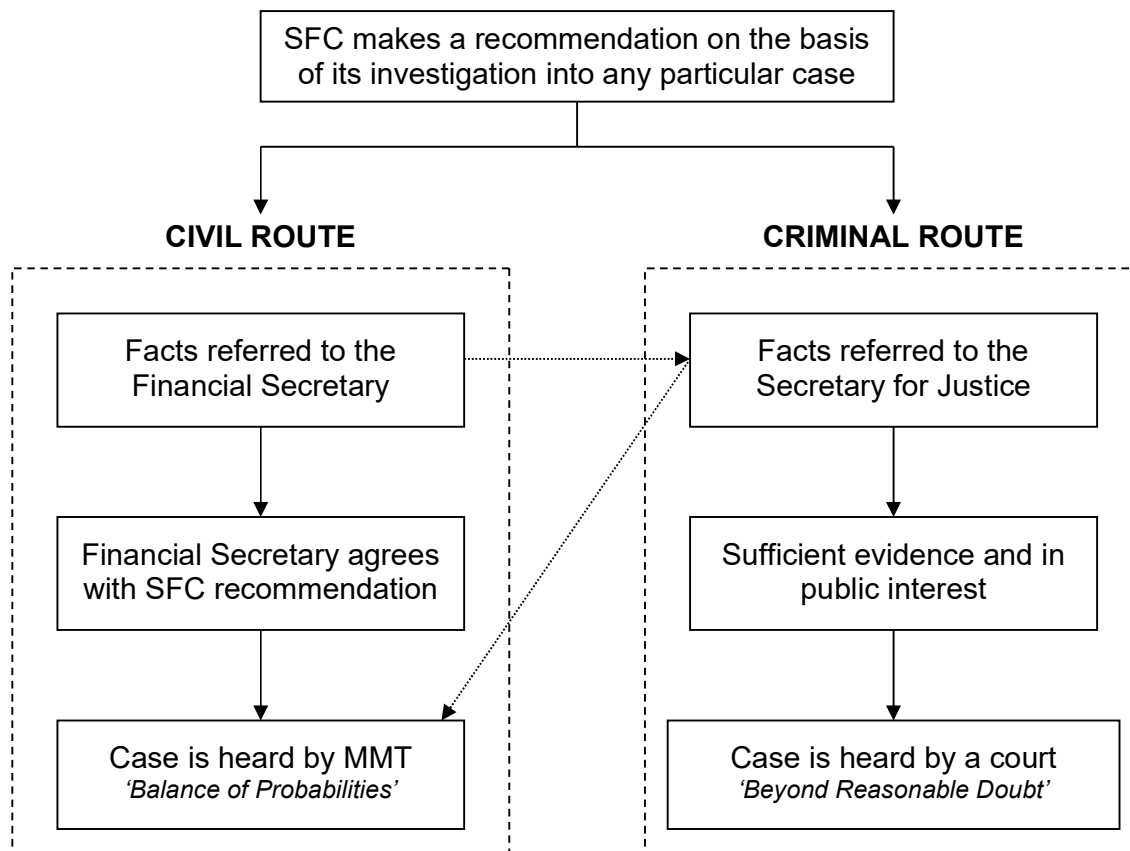 SFC makes a recommendation on the basis
of its investigation into any particular case
CIVIL ROUTE
Facts referred to the
Financial Secretary
Financial Secretary agrees
with SFC recommendation
Case is heard by MMT
‘Balance of Probabilities’
CRIMINAL ROUTE
Facts referred to the
Secretary for Justice
Sufficient evidence and in
public interest
Case is heard by a court
‘Beyond Reasonable Doubt’